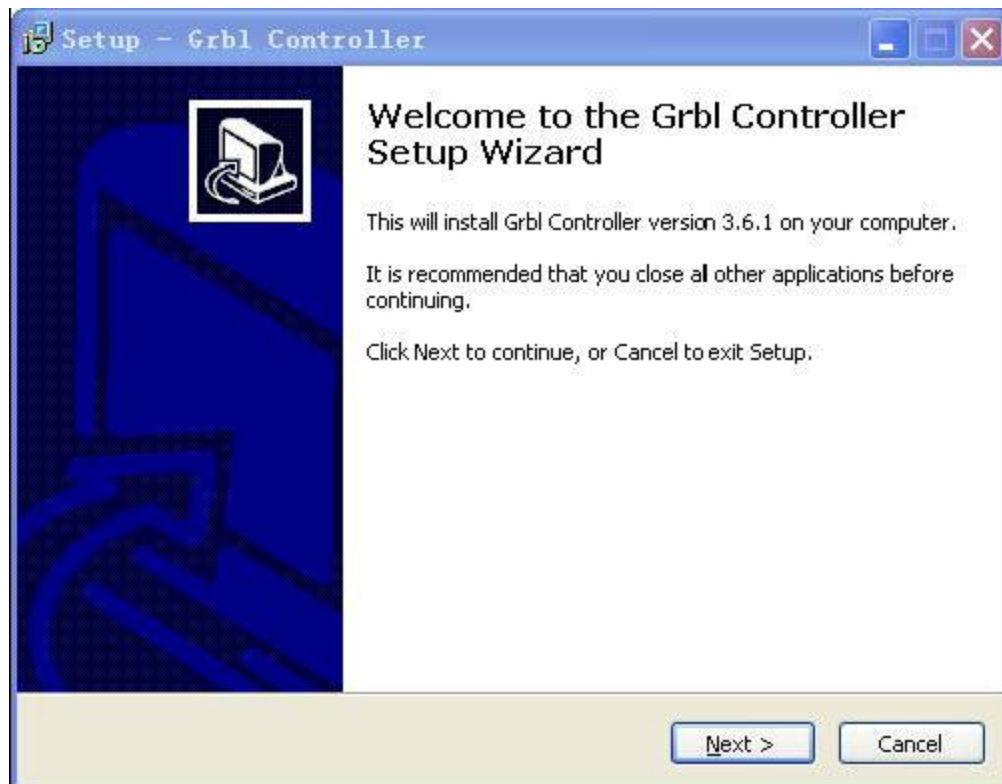 Setup - Grbl Controller
Welcome to the Grbl Controller
Setup Wizard
This will install Grbl Controller version 3.6.1 on your computer.
It is recommended that you close all other applications before
continuing.
Click Next to continue, or Cancel to exit Setup.
Next >
Cancel